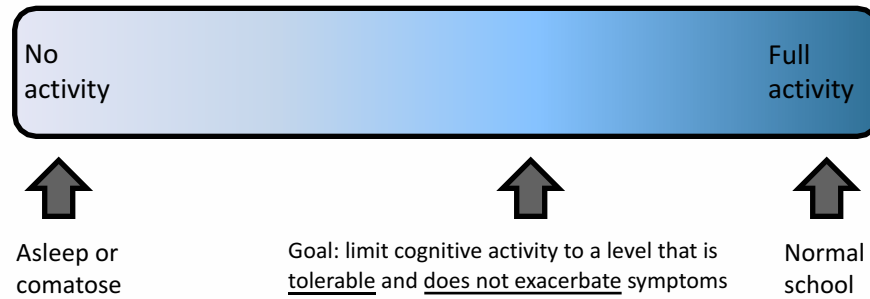 No
activity
Full
activity
Asleep or
comatose
Goal: limit cognitive activity to a level that is
tolerable and does not exacerbate symptoms
Normal
school